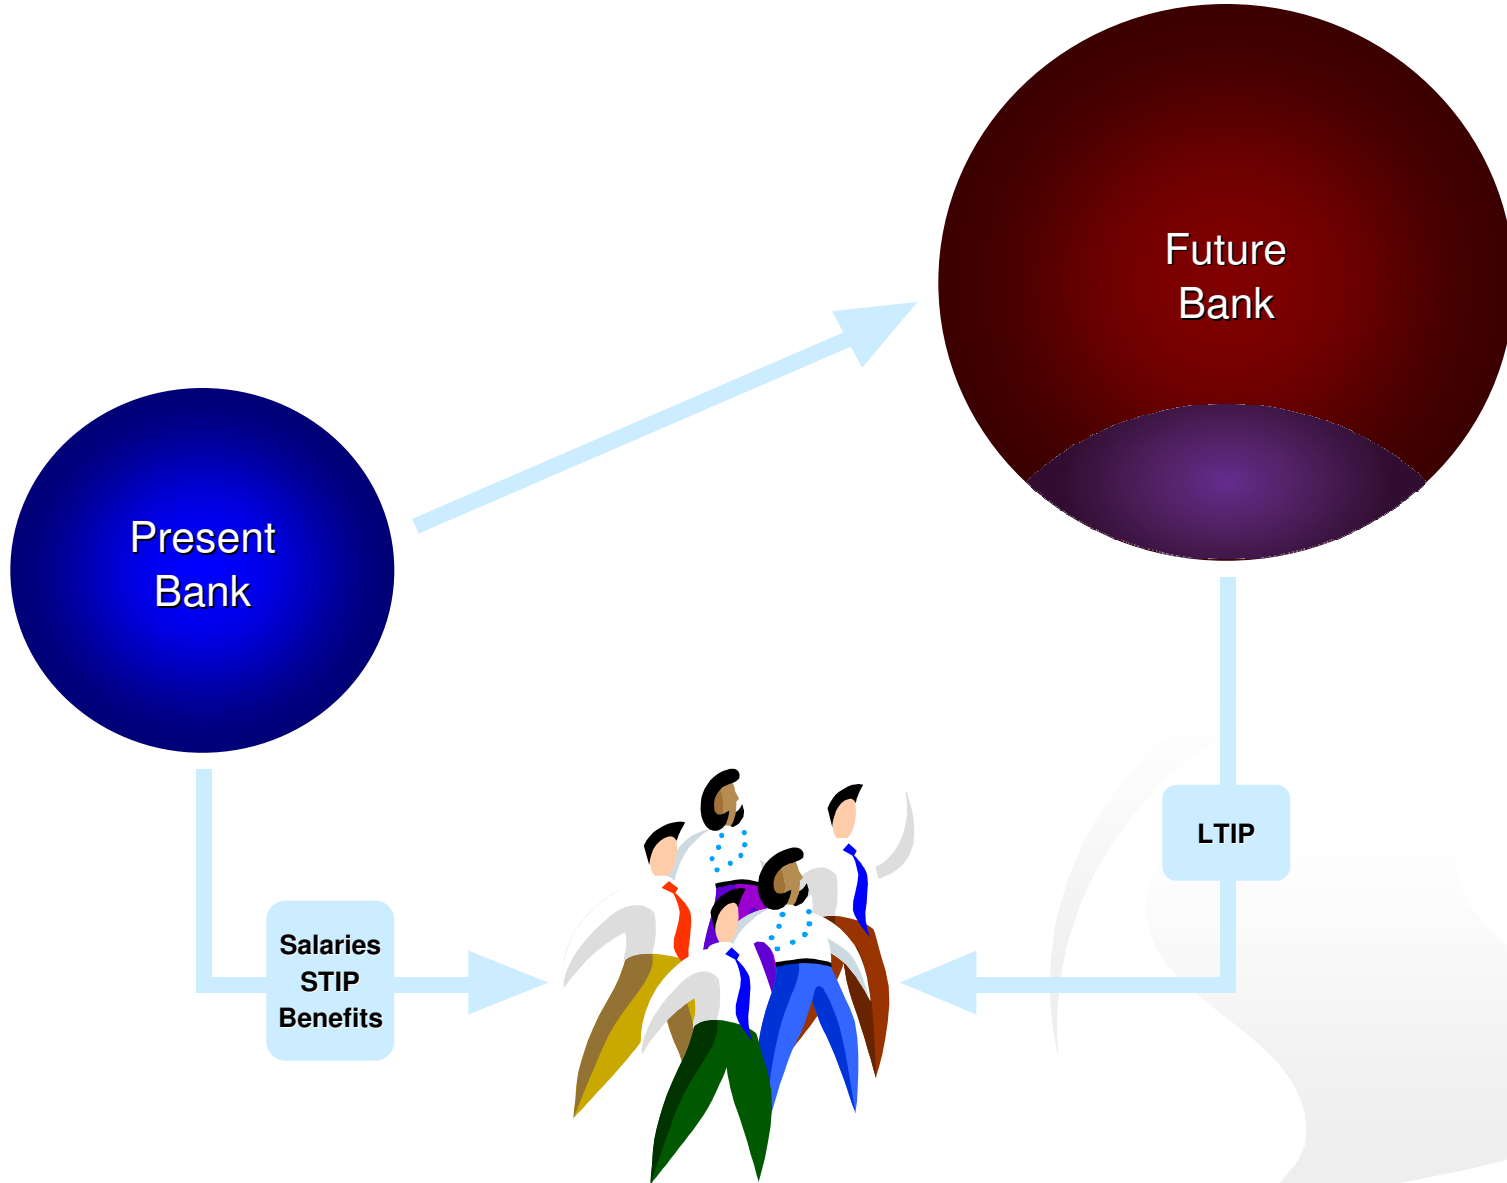 Future
Bank
Present
Bank
LTIP
Salaries
STIP
Benefits